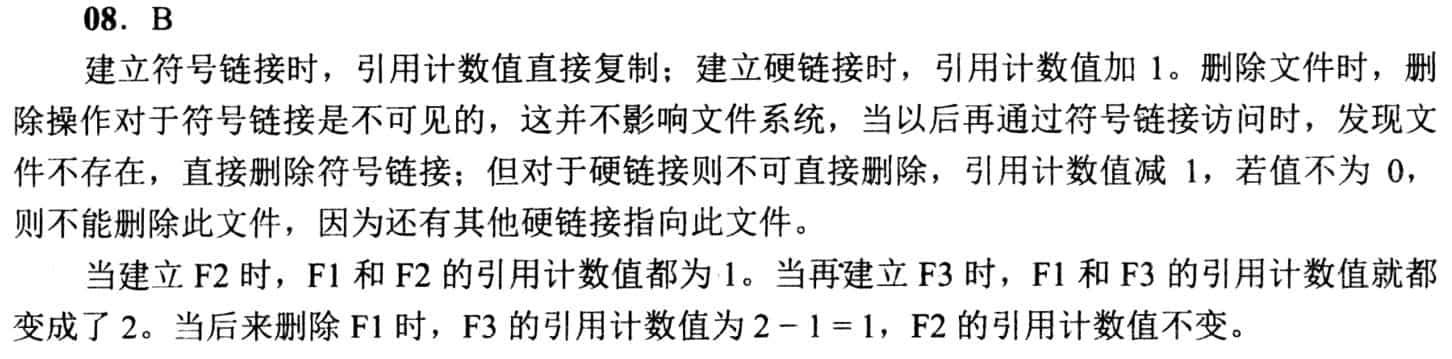 08. B
建立符号链接时，引用计数值直接复制；建立硬链接时，引用计数值加 1。删除文件时，删
除操作对于符号链接是不可见的，这并不影响文件系统，当以后再通过符号链接访问时，发现文
件不存在，直接删除符号链接；但对于硬链接则不可直接删除，引用计数值减 1，若值不为 0，
则不能删除此文件，因为还有其他硬链接指向此文件。
当建立 F2 时，F1 和 F2 的引用计数值都为 1。当再建立 F3 时，F1 和 F3 的引用计数值就都
变成了 2。当后来删除 F1 时，F3 的引用计数值为 2 − 1 = 1，F2 的引用计数值不变。